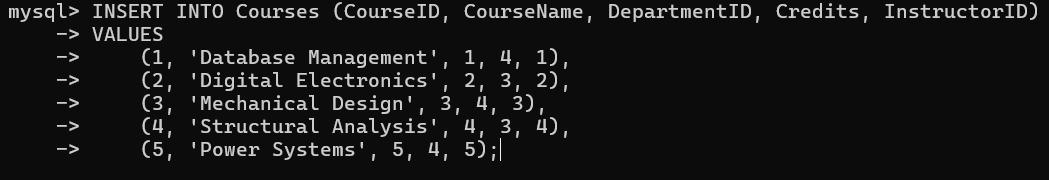 mysql> INSERT INTO Courses (CourseID, CourseName, DepartmentID, Credits, InstructorID)
    -> VALUES
    ->     (1, 'Database Management', 1, 4, 1),
    ->     (2, 'Digital Electronics', 2, 3, 2),
    ->     (3, 'Mechanical Design', 3, 4, 3),
    ->     (4, 'Structural Analysis', 4, 3, 4),
    ->     (5, 'Power Systems', 5, 4, 5);